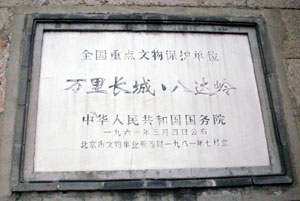 全国重点文物保护单位
万里长城·八达岭
中华人民共和国国务院
一九六一年三月四日公布
北京市文物事业管理局一九八一年七月立